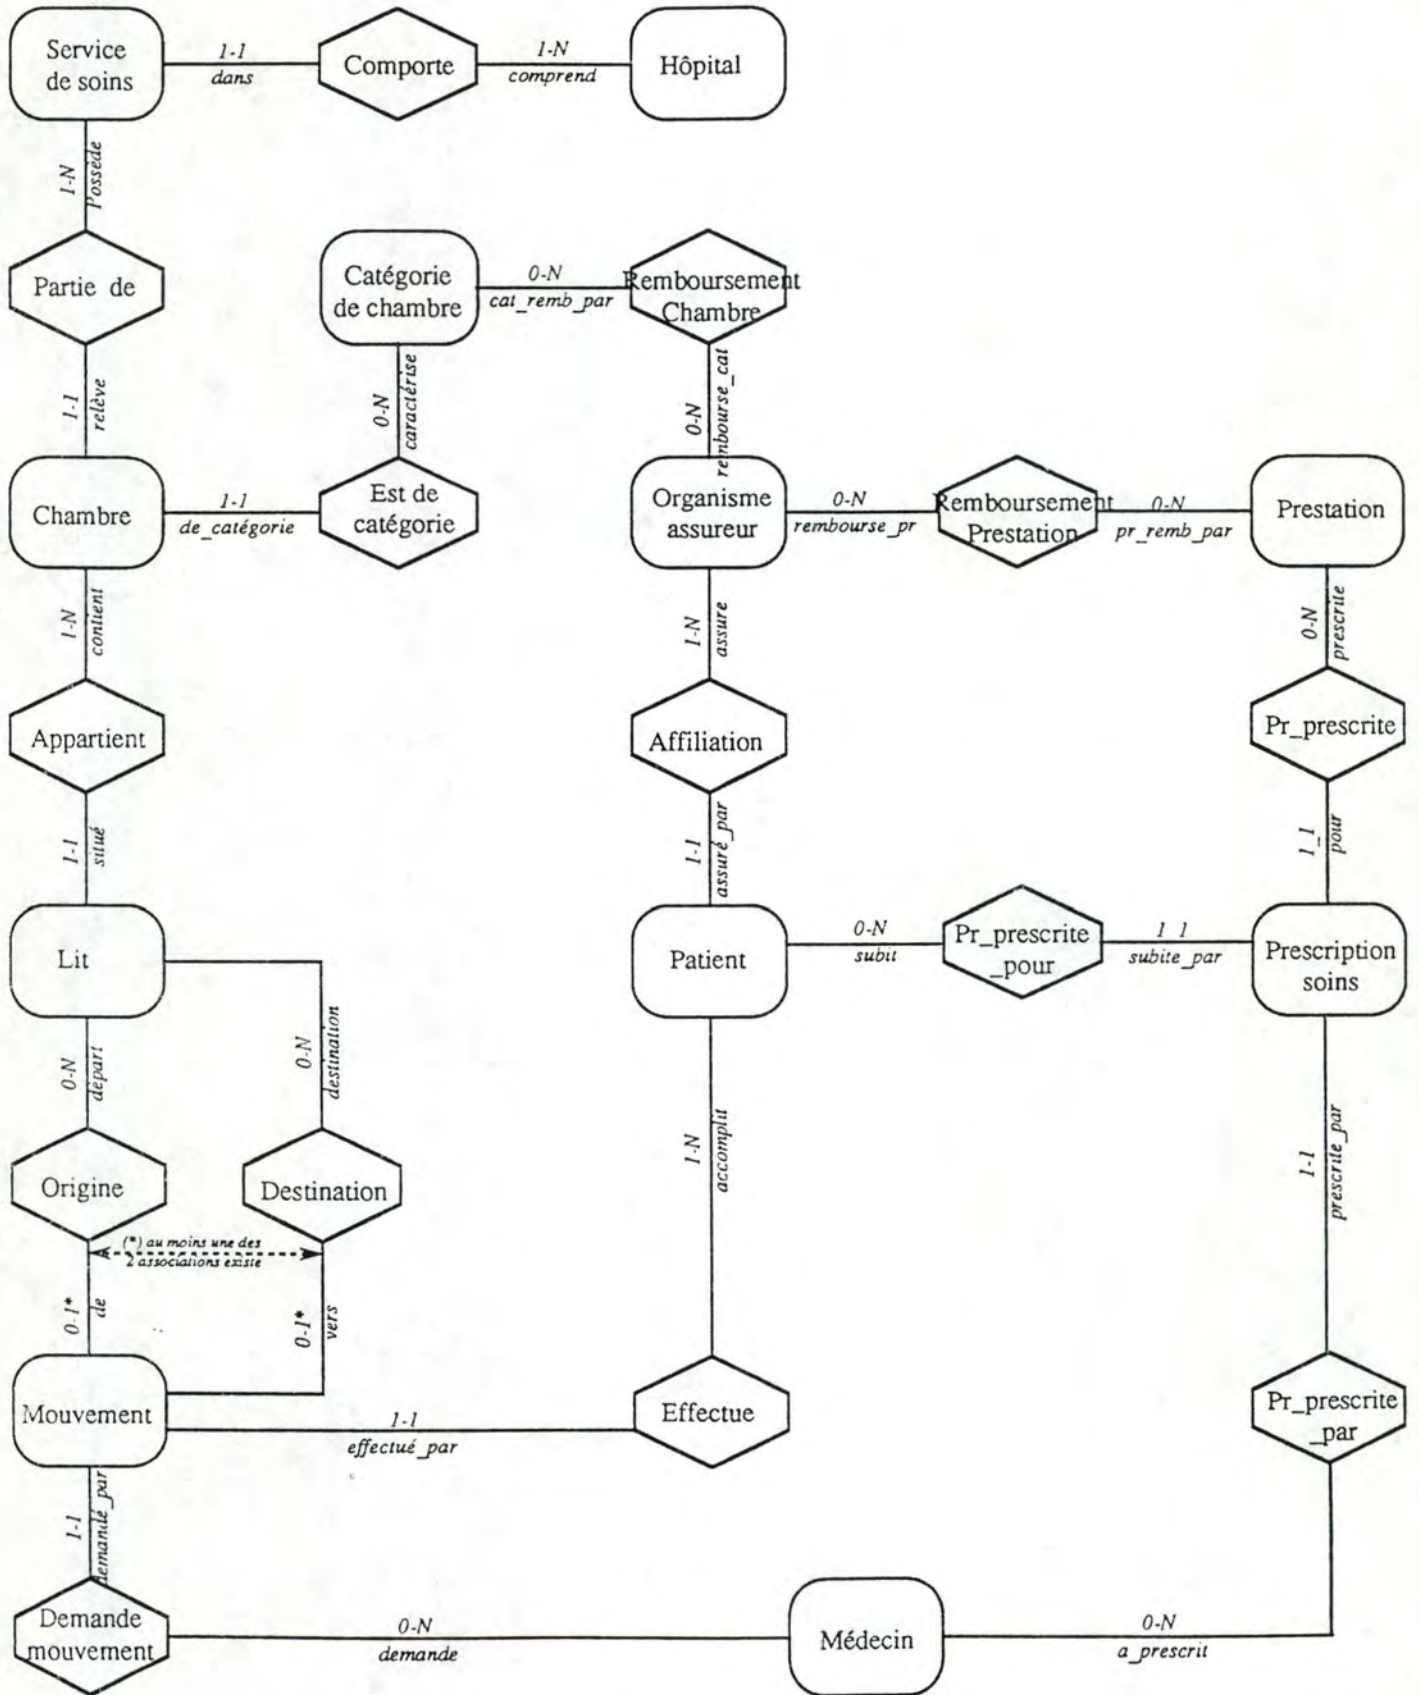 Service
de soins
1-1
dans
Comporte
1-N
comprend
Hôpital
1-N
Possède
Partie de
Catégorie
de chambre
0-N
cat_remb_par
Remboursement
Chambre
1-1
relève
0-N
caractérise
0-N
rembourse_cat
Chambre
1-1
de_catégorie
Est de
catégorie
Organisme
assureur
0-N
rembourse_pr
Remboursement
Prestation
0-N
pr_remb_par
Prestation
1-N
contient
1-N
assure
0-N
prescrite
Appartient
Affiliation
Pr_prescrite
1-1
situé
1-1
assuré_par
1_1
pour
Lit
Patient
0-N
subit
Pr_prescrite
_pour
1_1
subite_par
Prescription
soins
0-N
départ
0-N
destination
1-N
accomplit
1-1
prescrite_par
Origine
Destination
(*) au moins une des
2 associations existe
0-1*
de
0-1*
vers
Mouvement
1-1
effectué_par
Effectue
Pr_prescrite
_par
1-1
demandé_par
Demande
mouvement
0-N
demande
Médecin
0-N
a_prescrit